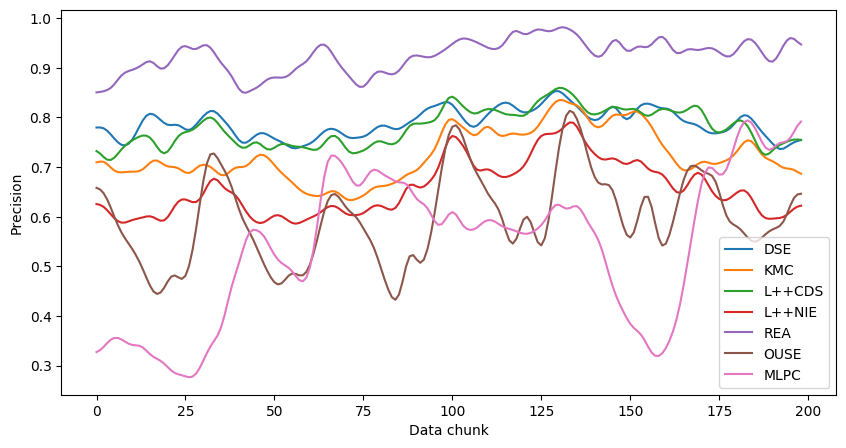 1.0
0.9
0.8
0.7
0.6
0.5
0.4
0.3
Precision
0
25
50
75
100
125
150
175
200
Data chunk
DSE
KMC
L++CDS
L++NIE
REA
OUSE
MLPC